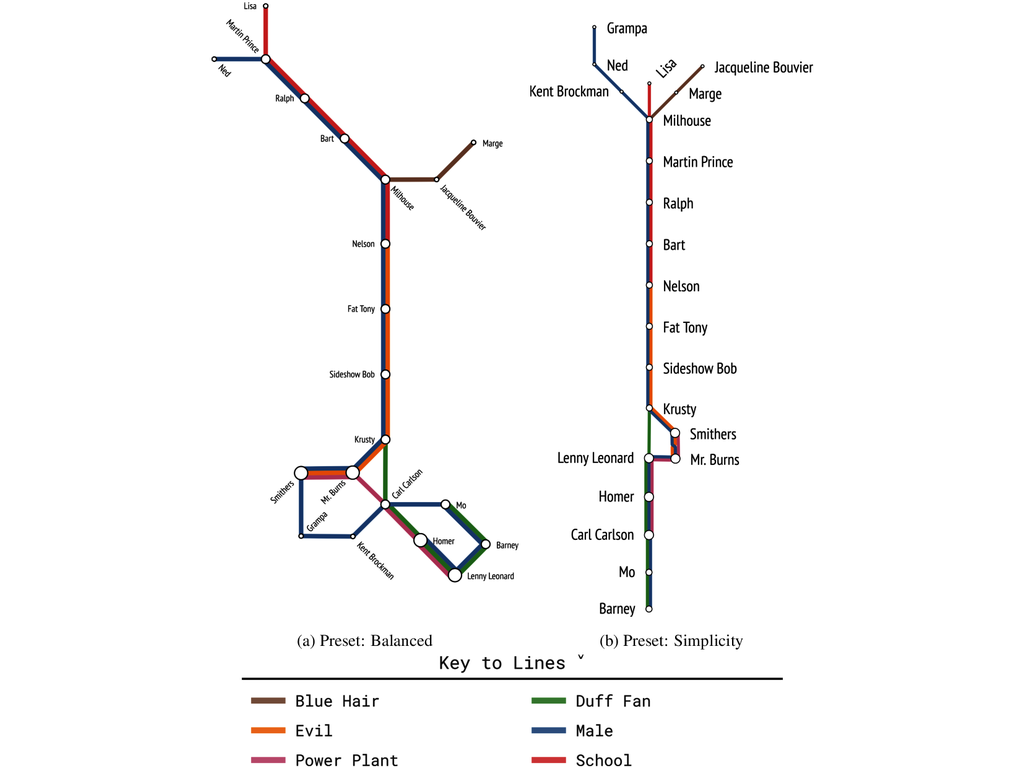 Lisa
Martin Prince
Ned
Ralph
Bart
Marge
Milhouse
Jacqueline Bouvier
Nelson
Fat Tony
Sideshow Bob
Krusty
Smithers
Mr. Burns
Carl Carlson
Mo
Grampa
Homer
Barney
Kent Brockman
Lenny Leonard
(a) Preset: Balanced
Grampa
Ned
Lisa
Jacqueline Bouvier
Kent Brockman
Marge
Milhouse
Martin Prince
Ralph
Bart
Nelson
Fat Tony
Sideshow Bob
Krusty
Smithers
Lenny Leonard
Mr. Burns
Homer
Carl Carlson
Mo
Barney
(b) Preset: Simplicity
Key to Lines ˇ
Blue Hair
Duff Fan
Evil
Male
Power Plant
School